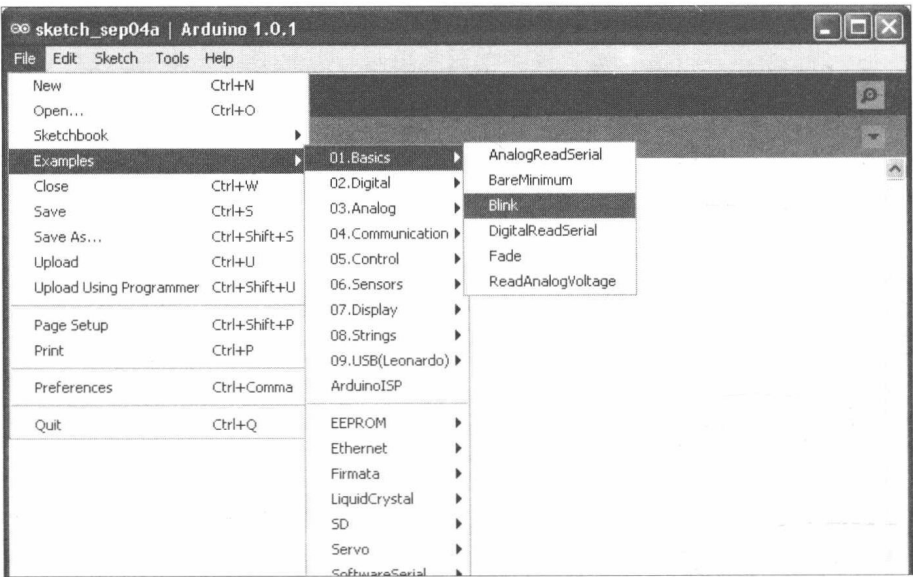 sketch_sep04a | Arduino 1.0.1
File Edit Sketch Tools Help
New Ctrl+N
Open... Ctrl+O
Sketchbook
Examples
Close Ctrl+W
Save Ctrl+S
Save As... Ctrl+Shift+S
Upload Ctrl+U
Upload Using Programmer Ctrl+Shift+U
Page Setup Ctrl+Shift+P
Print Ctrl+P
Preferences Ctrl+Comma
Quit Ctrl+Q
01.Basics
02.Digital
03.Analog
04.Communication
05.Control
06.Sensors
07.Display
08.Strings
09.USB(Leonardo)
ArduinoISP
EEPROM
Ethernet
Firmata
LiquidCrystal
SD
Servo
SoftwareSerial
AnalogReadSerial
BareMinimum
Blink
DigitalReadSerial
Fade
ReadAnalogVoltage